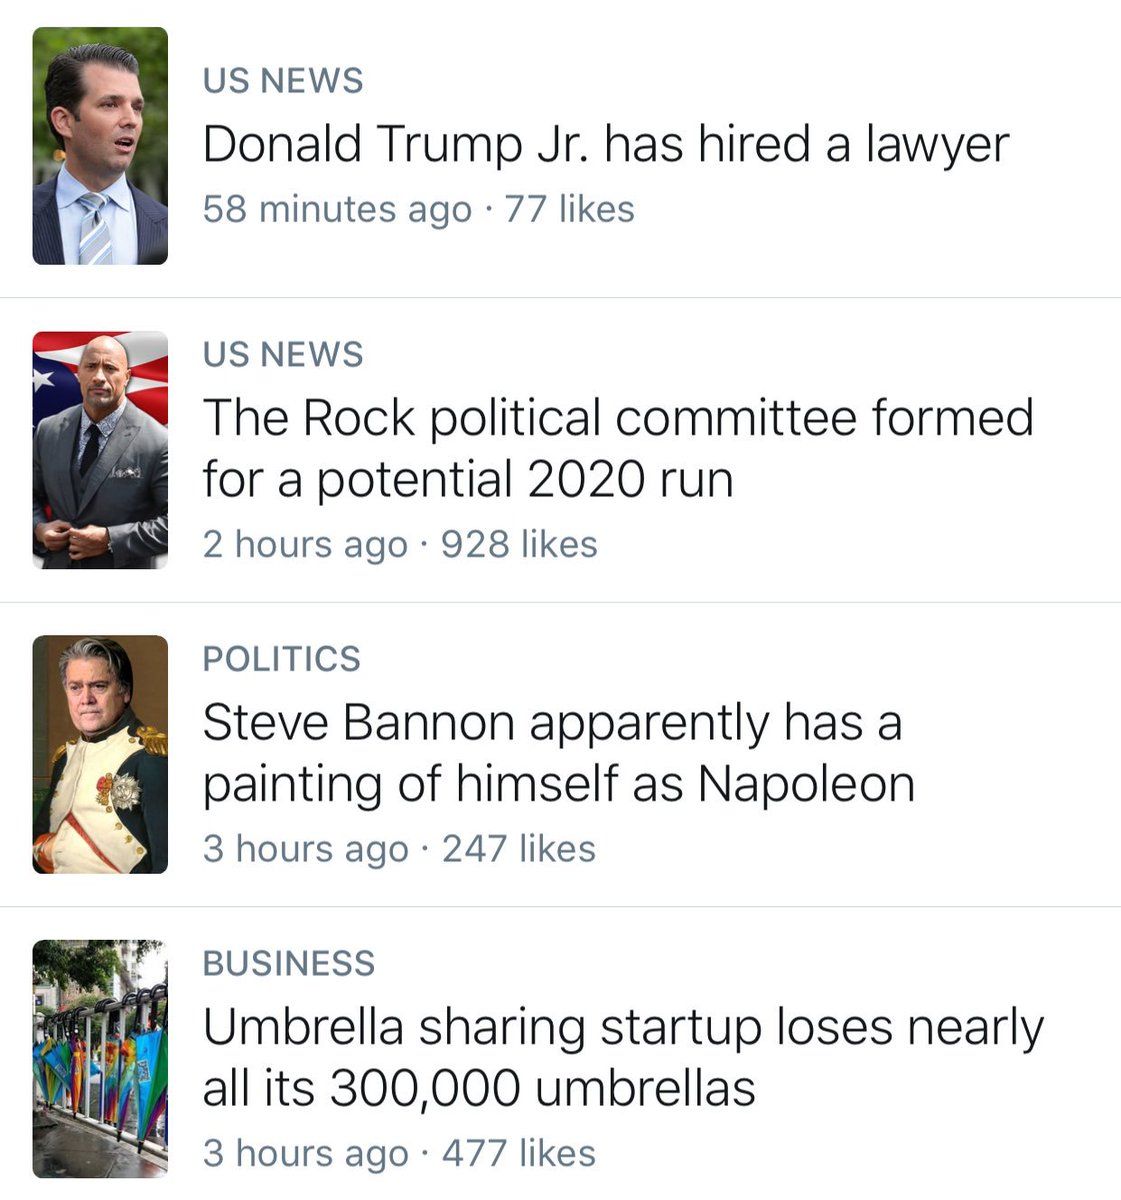 US NEWS
Donald Trump Jr. has hired a lawyer
58 minutes ago · 77 likes
US NEWS
The Rock political committee formed
for a potential 2020 run
2 hours ago · 928 likes
POLITICS
Steve Bannon apparently has a
painting of himself as Napoleon
3 hours ago · 247 likes
BUSINESS
Umbrella sharing startup loses nearly
all its 300,000 umbrellas
3 hours ago · 477 likes